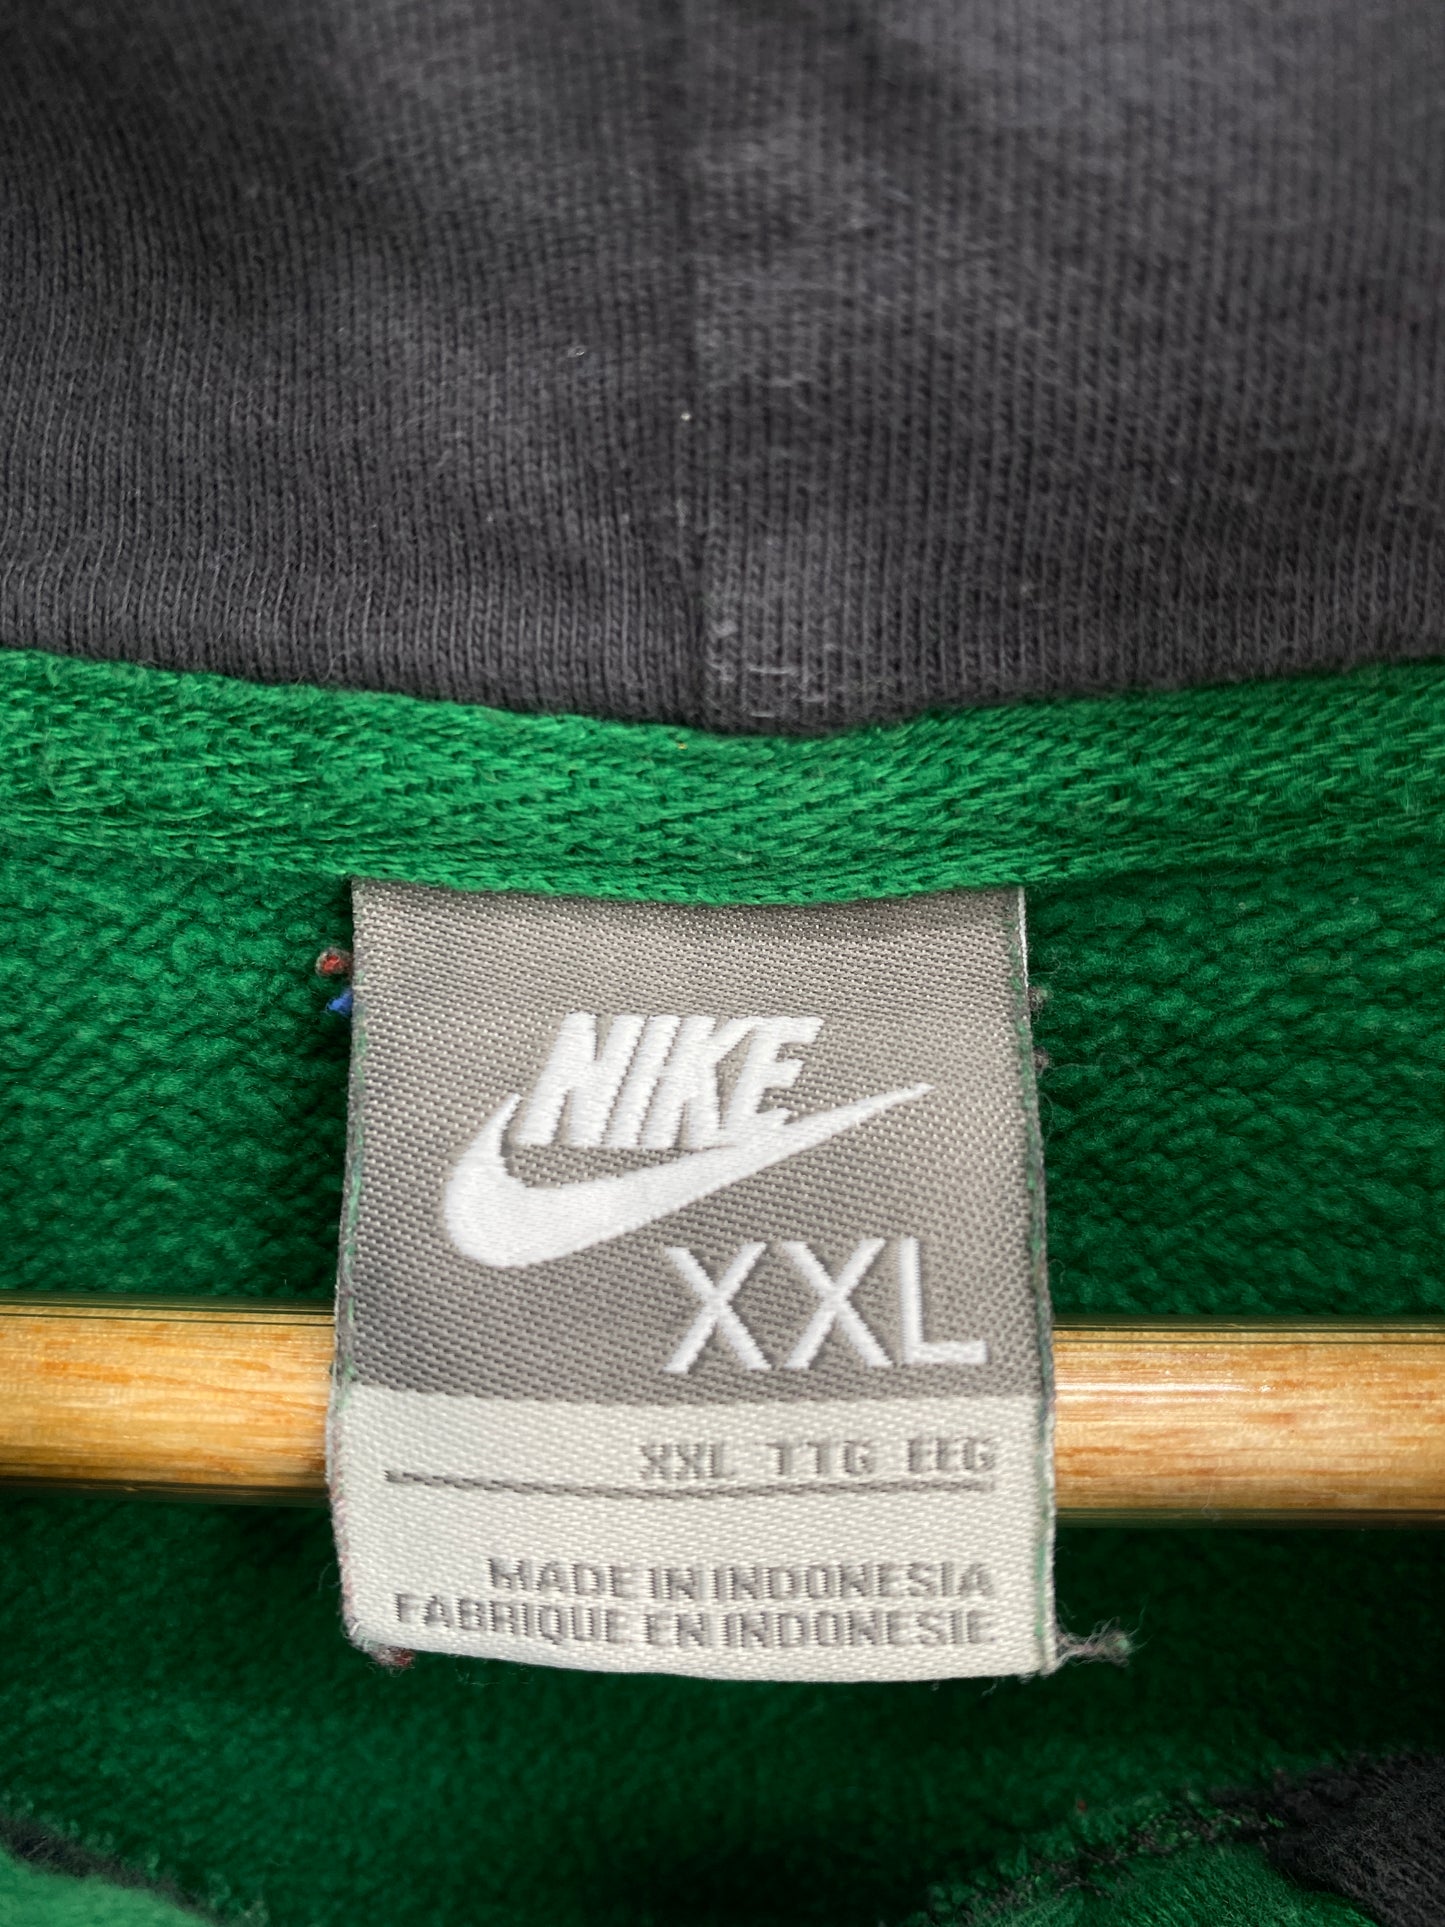 NIKE
XXL
XXL TTG EEG
MADE IN INDONESIA
FABRIQUE EN INDONESIE